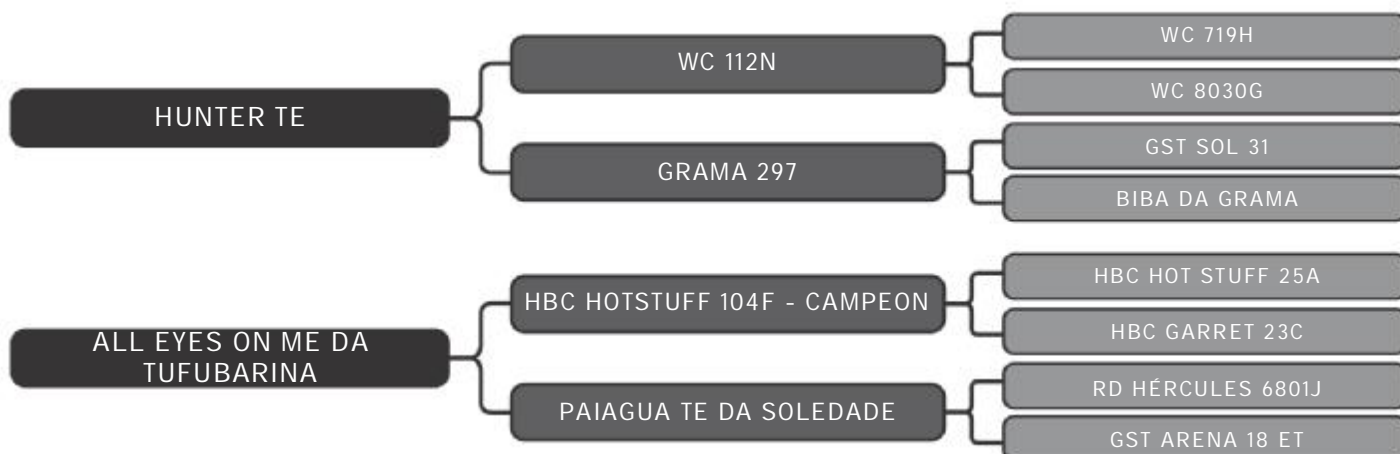 WC 719H
WC 112N
WC 8030G
HUNTER TE
GST SOL 31
GRAMA 297
BIBA DA GRAMA
HBC HOT STUFF 25A
HBC HOTSTUFF 104F - CAMPEON
HBC GARRET 23C
ALL EYES ON ME DA
TUFUBARINA
RD HÉRCULES 6801J
PAIAGUA TE DA SOLEDADE
GST ARENA 18 ET